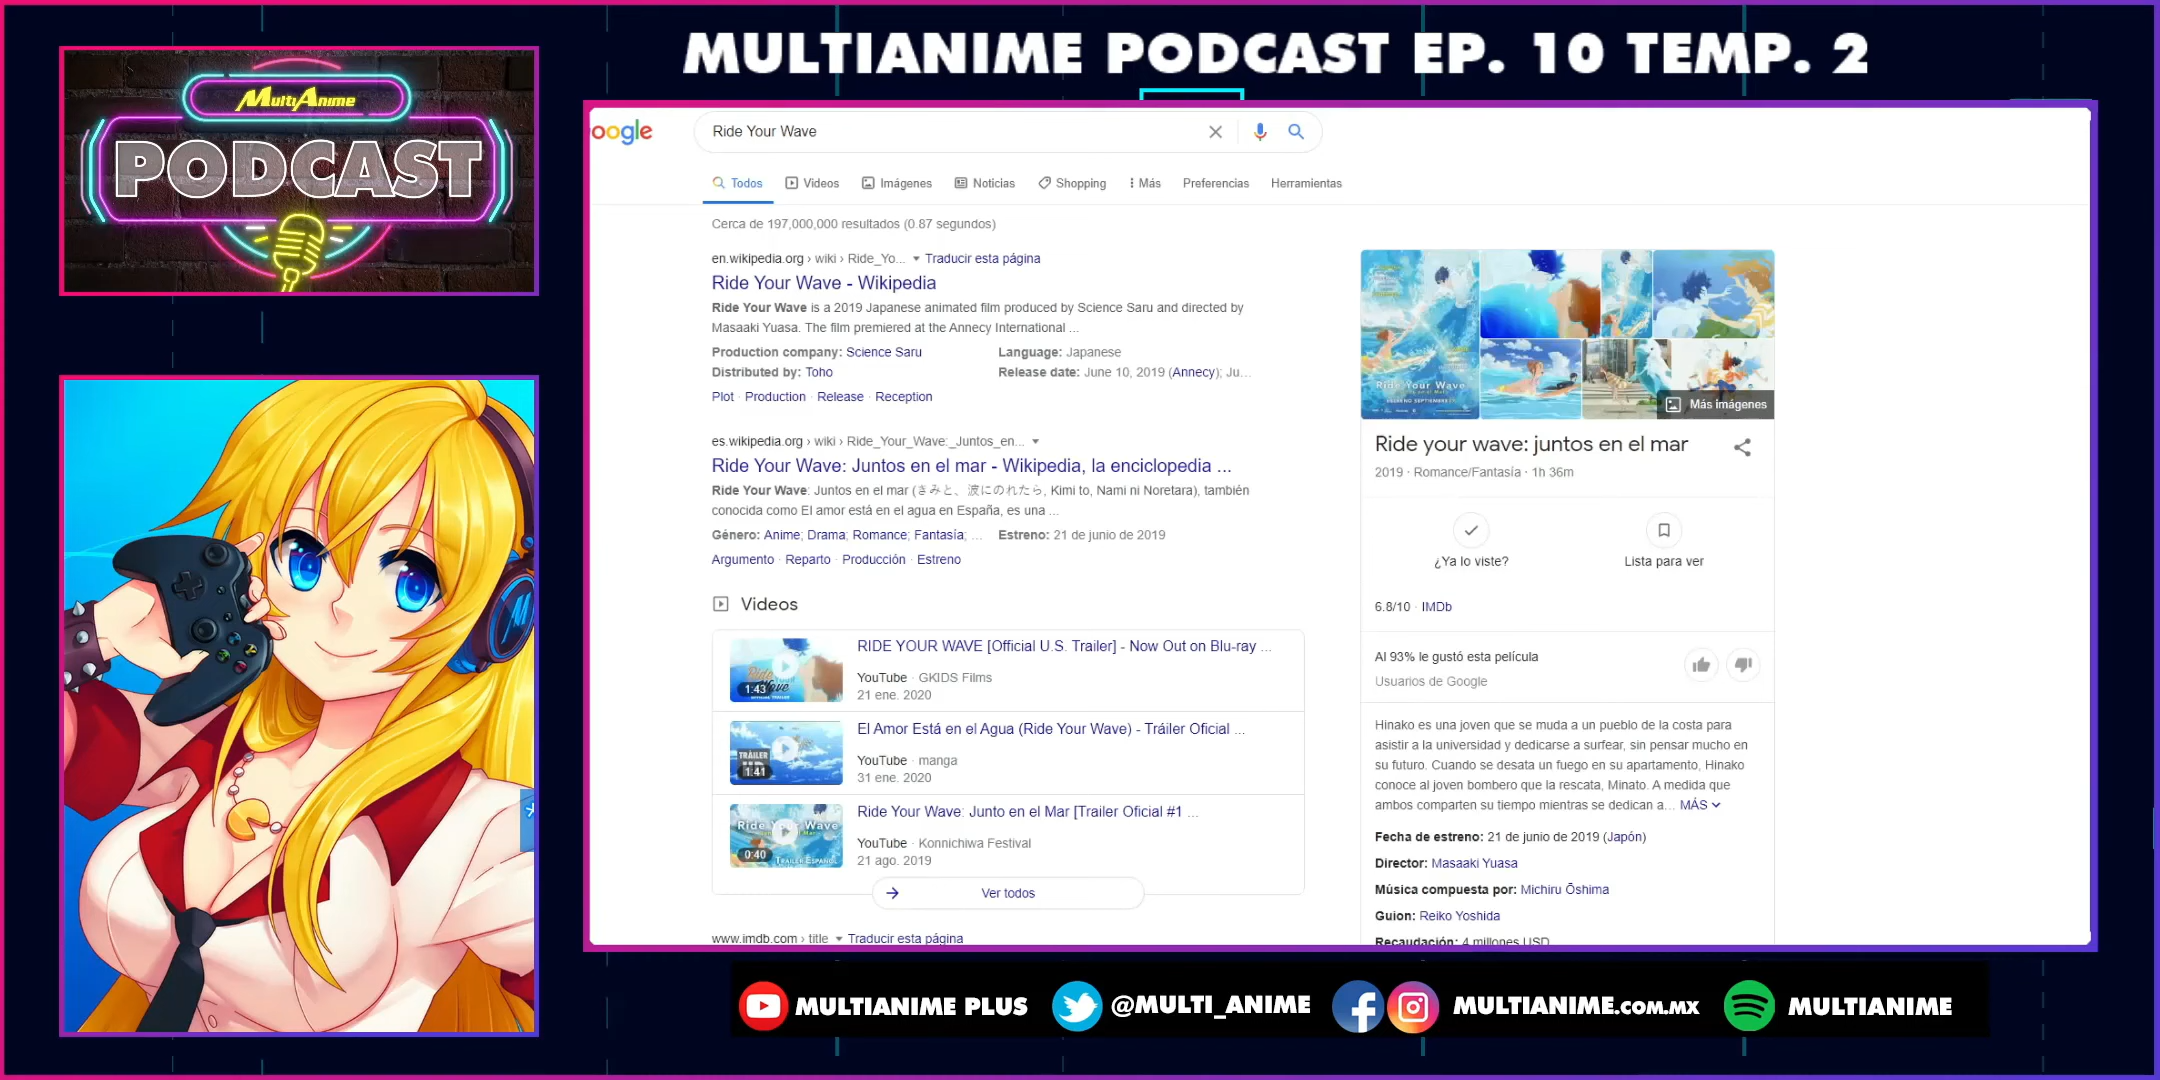 MULTIANIME PODCAST EP. 10 TEMP. 2
MultiAnime
PODCAST
oogle
Ride Your Wave
Todos
Videos
Imágenes
Noticias
Shopping
Más
Preferencias
Herramientas
Cerca de 197,000,000 resultados (0.87 segundos)
en.wikipedia.org › wiki › Ride_Yo... Traducir esta página
Ride Your Wave - Wikipedia
Ride Your Wave is a 2019 Japanese animated film produced by Science Saru and directed by
Masaaki Yuasa. The film premiered at the Annecy International ...
Production company: Science Saru
Language: Japanese
Distributed by: Toho
Release date: June 10, 2019 (Annecy); Ju...
Plot · Production · Release · Reception
es.wikipedia.org › wiki › Ride_Your_Wave:_Juntos_en...
Ride Your Wave: Juntos en el mar - Wikipedia, la enciclopedia ...
Ride Your Wave: Juntos en el mar (きみと、波にのれたら, Kimi to, Nami ni Noretara), también
conocida como El amor está en el agua en España, es una ...
Género: Anime; Drama; Romance; Fantasía; ...
Estreno: 21 de junio de 2019
Argumento · Reparto · Producción · Estreno
Videos
1:43
RIDE YOUR WAVE [Official U.S. Trailer] - Now Out on Blu-ray ...
YouTube · GKIDS Films
21 ene. 2020
TRÁILER
1:41
El Amor Está en el Agua (Ride Your Wave) - Tráiler Oficial ...
YouTube · manga
31 ene. 2020
Ride Your Wave
0:40
TRAILER ESPAÑOL
Ride Your Wave: Junto en el Mar [Trailer Oficial #1 ...
YouTube · Konnichiwa Festival
21 ago. 2019
Ver todos
www.imdb.com › title Traducir esta página
Ride Your Wave
Más imágenes
Ride your wave: juntos en el mar
2019 · Romance/Fantasía · 1h 36m
¿Ya lo viste?
Lista para ver
6.8/10 · IMDb
Al 93% le gustó esta película
Usuarios de Google
Hinako es una joven que se muda a un pueblo de la costa para
asistir a la universidad y dedicarse a surfear, sin pensar mucho en
su futuro. Cuando se desata un fuego en su apartamento, Hinako
conoce al joven bombero que la rescata, Minato. A medida que
ambos comparten su tiempo mientras se dedican a... MÁS
Fecha de estreno: 21 de junio de 2019 (Japón)
Director: Masaaki Yuasa
Música compuesta por: Michiru Ōshima
Guion: Reiko Yoshida
Recaudación: 4 millones USD
MULTIANIME PLUS
@MULTI_ANIME
MULTIANIME.COM.MX
MULTIANIME